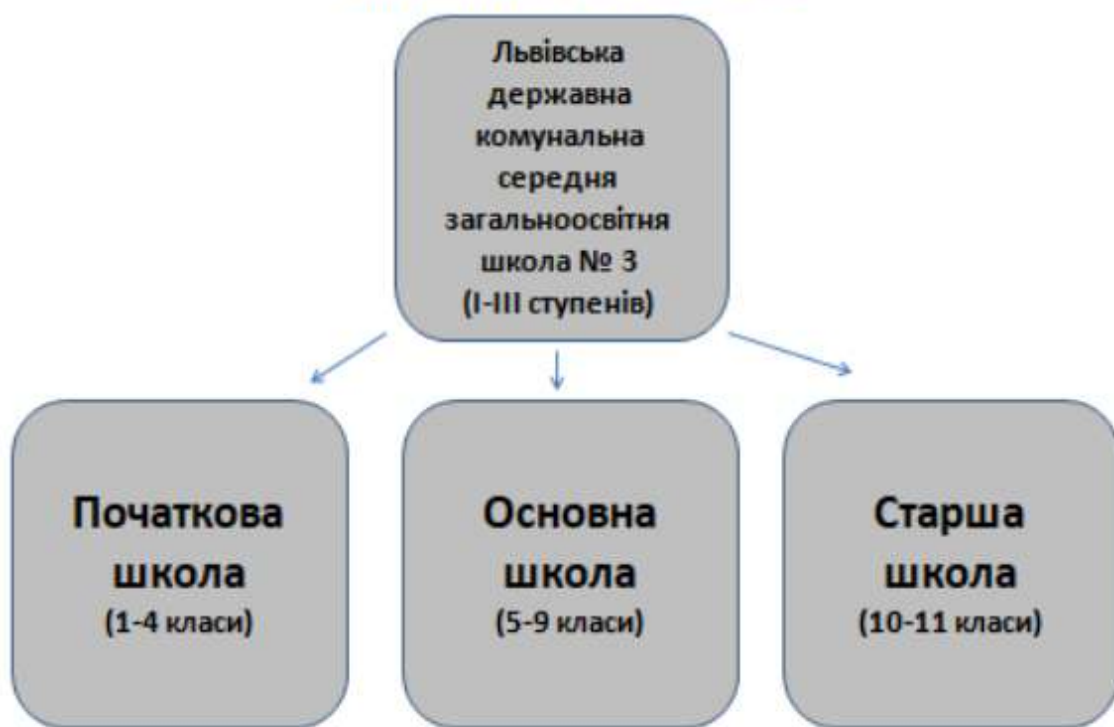 Львівська
державна
комунальна
середня
загальноосвітня
школа № 3
(І-ІІІ ступенів)
Початкова
школа
(1-4 класи)
Основна
школа
(5-9 класи)
Старша
школа
(10-11 класи)